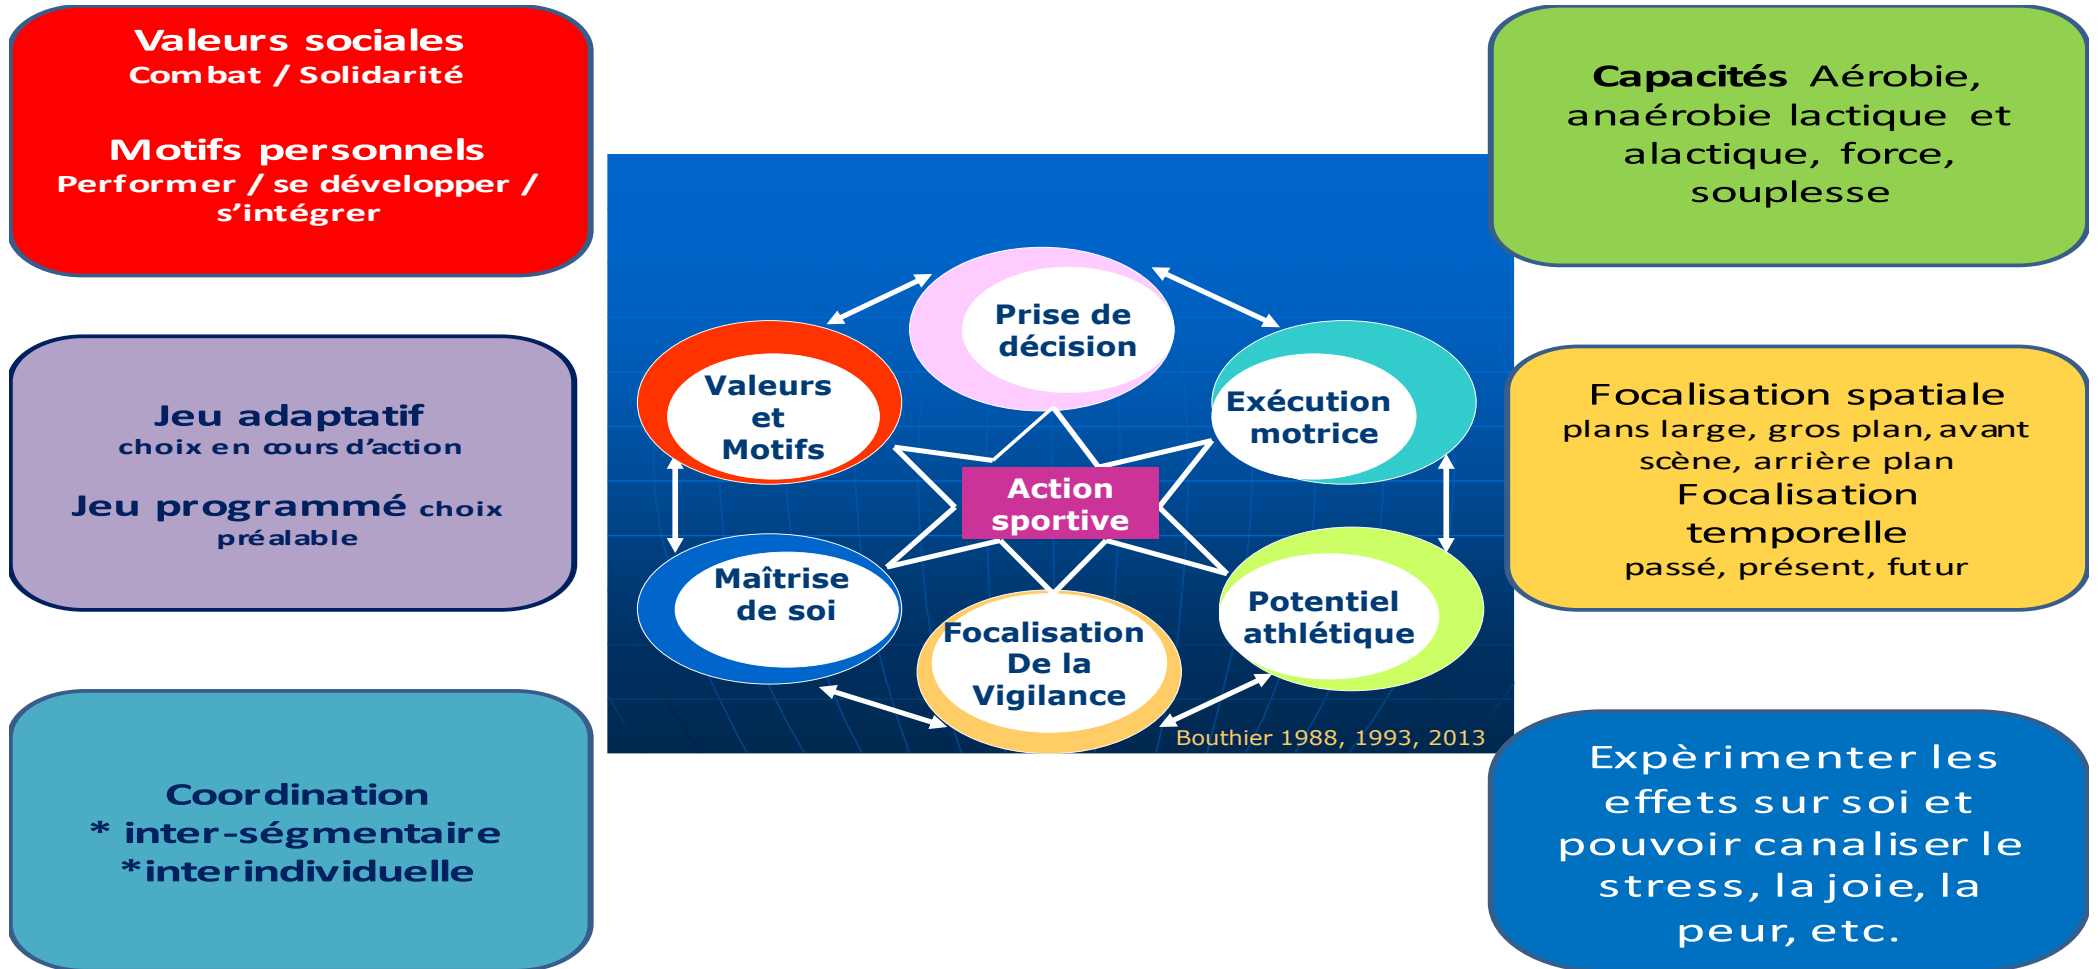 Valeurs sociales
Combat / Solidarité
Motifs personnels
Performer / se développer /
s’intégrer
Jeu adaptatif
choix en cours d’action
Jeu programmé choix
préalable
Coordination
* inter-ségmentaire
*interindividuelle
Prise de
décision
Valeurs
et
Motifs
Exécution
motrice
Action
sportive
Maîtrise
de soi
Focalisation
De la
Vigilance
Potentiel
athlétique
Bouthier 1988, 1993, 2013
Capacités Aérobie,
anaérobie lactique et
alactique, force,
souplesse
Focalisation spatiale
plans large, gros plan, avant
scène, arrière plan
Focalisation
temporelle
passé, présent, futur
Expèrimenter les
effets sur soi et
pouvoir canaliser le
stress, la joie, la
peur, etc.